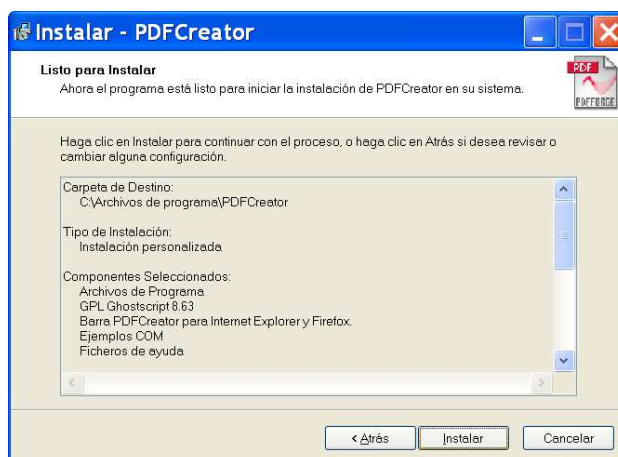 Instalar - PDFCreator
Listo para Instalar
Ahora el programa está listo para iniciar la instalación de PDFCreator en su sistema.
PDF
PDFFORGE
Haga clic en Instalar para continuar con el proceso, o haga clic en Atrás si desea revisar o
cambiar alguna configuración.
Carpeta de Destino:
C:\Archivos de programa\PDFCreator
Tipo de Instalación:
Instalación personalizada
Componentes Seleccionados:
Archivos de Programa
GPL Ghostscript 8.63
Barra PDFCreator para Internet Explorer y Firefox.
Ejemplos COM
Ficheros de ayuda
< Atrás
Instalar
Cancelar